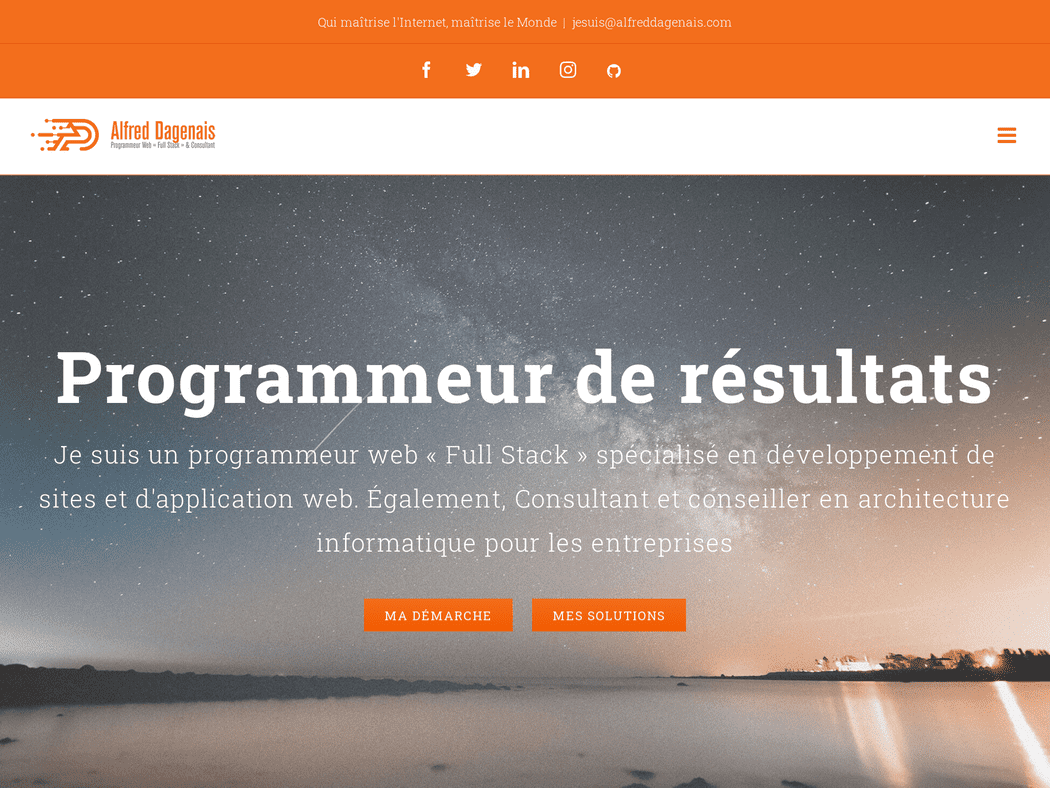 Qui maîtrise l'Internet, maîtrise le Monde | jesuis@alfreddagenais.com
Alfred Dagenais
Programmeur Web « Full Stack » & Consultant
Programmeur de résultats
Je suis un programmeur web « Full Stack » spécialisé en développement de
sites et d'application web. Également, Consultant et conseiller en architecture
informatique pour les entreprises
MA DÉMARCHE
MES SOLUTIONS